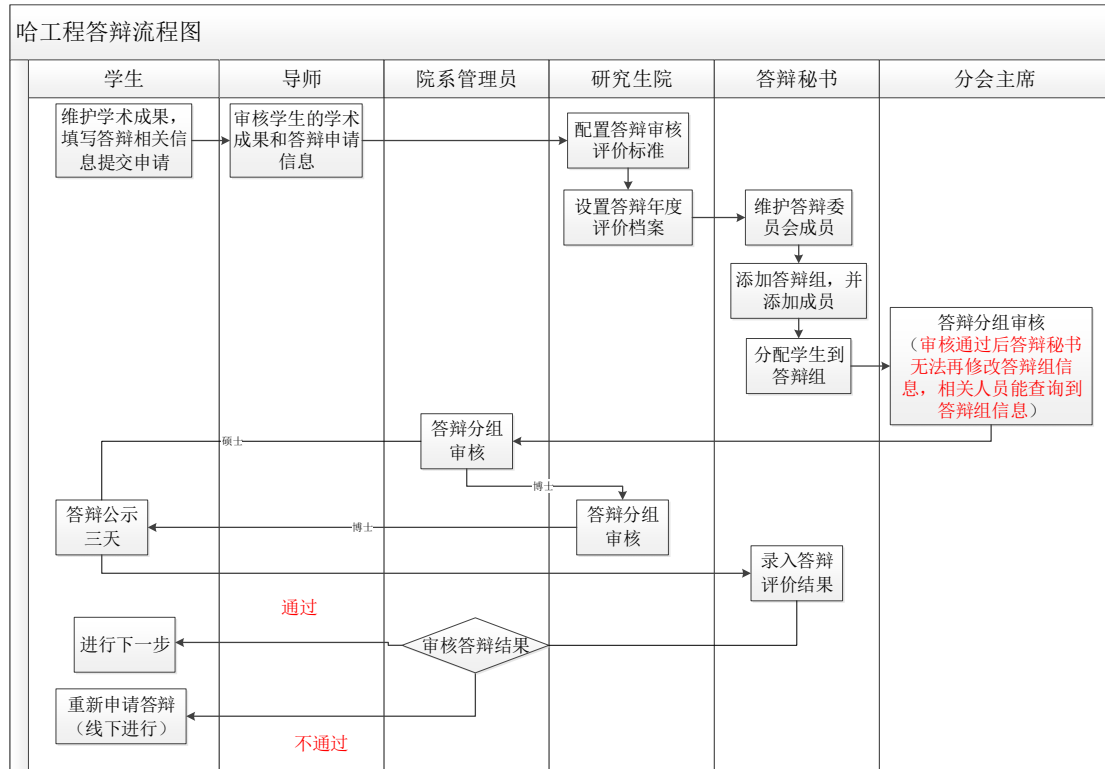 哈工程答辩流程图
学生
导师
院系管理员
研究生院
答辩秘书
分会主席
维护学术成果，
填写答辩相关信
息提交申请
审核学生的学术
成果和答辩申请
信息
配置答辩审核
评价标准
设置答辩年度
评价档案
维护答辩委
员会成员
添加答辩组，并
添加成员
分配学生到
答辩组
答辩分组审核
（审核通过后答辩秘书
无法再修改答辩组信
息，相关人员能查询到
答辩组信息）
答辩分组
审核
硕士
博士
答辩分组
审核
博士
答辩公示
三天
录入答辩
评价结果
通过
审核答辩结果
进行下一步
重新申请答辩
（线下进行）
不通过